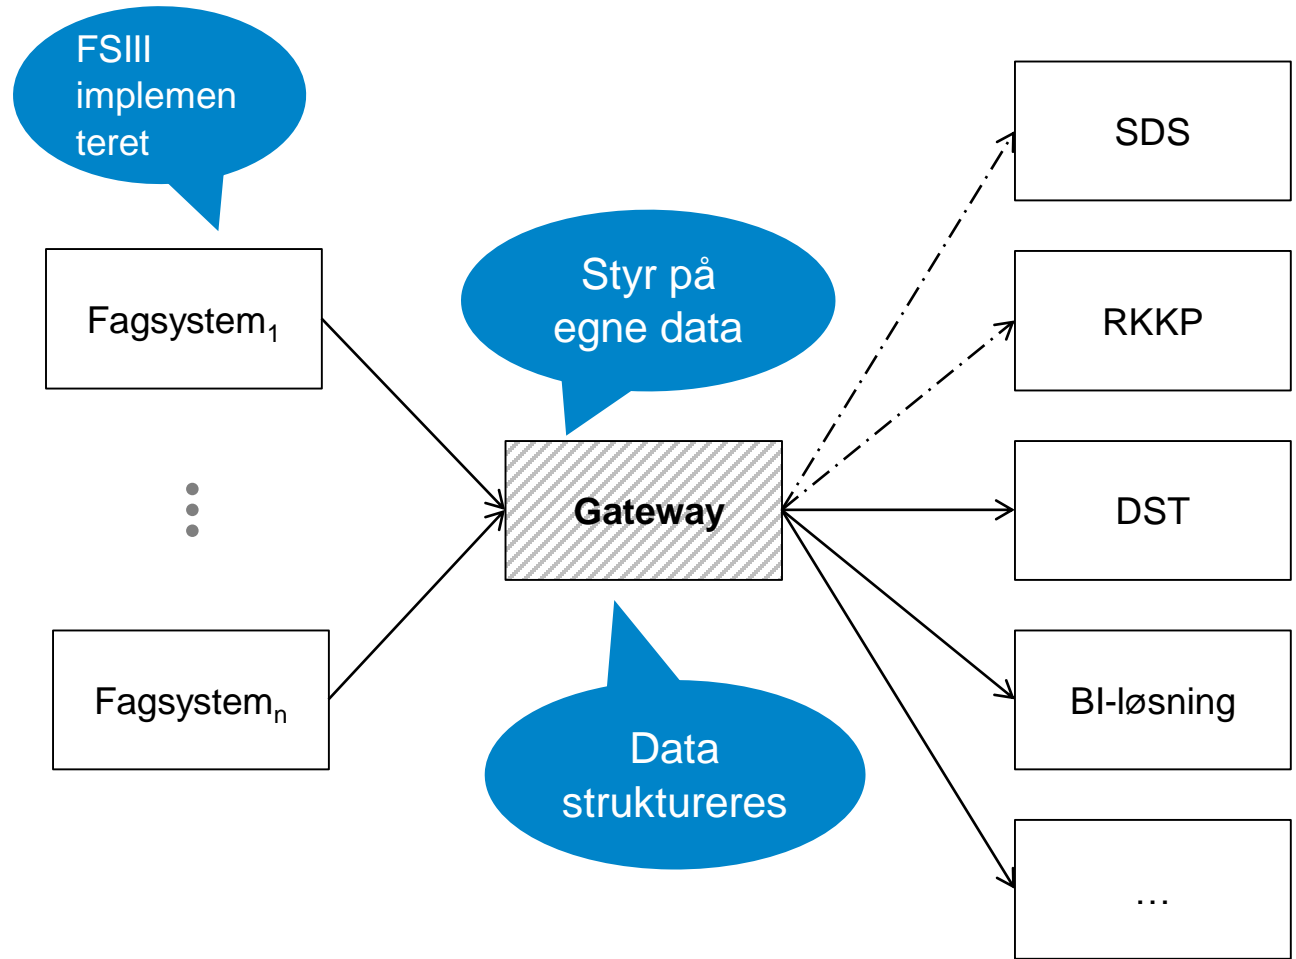 FSIII
implemen
teret
Fagsystem₁
Fagsystemₙ
Styr på
egne data
Gateway
Data
struktureres
SDS
RKKP
DST
BI-løsning
…